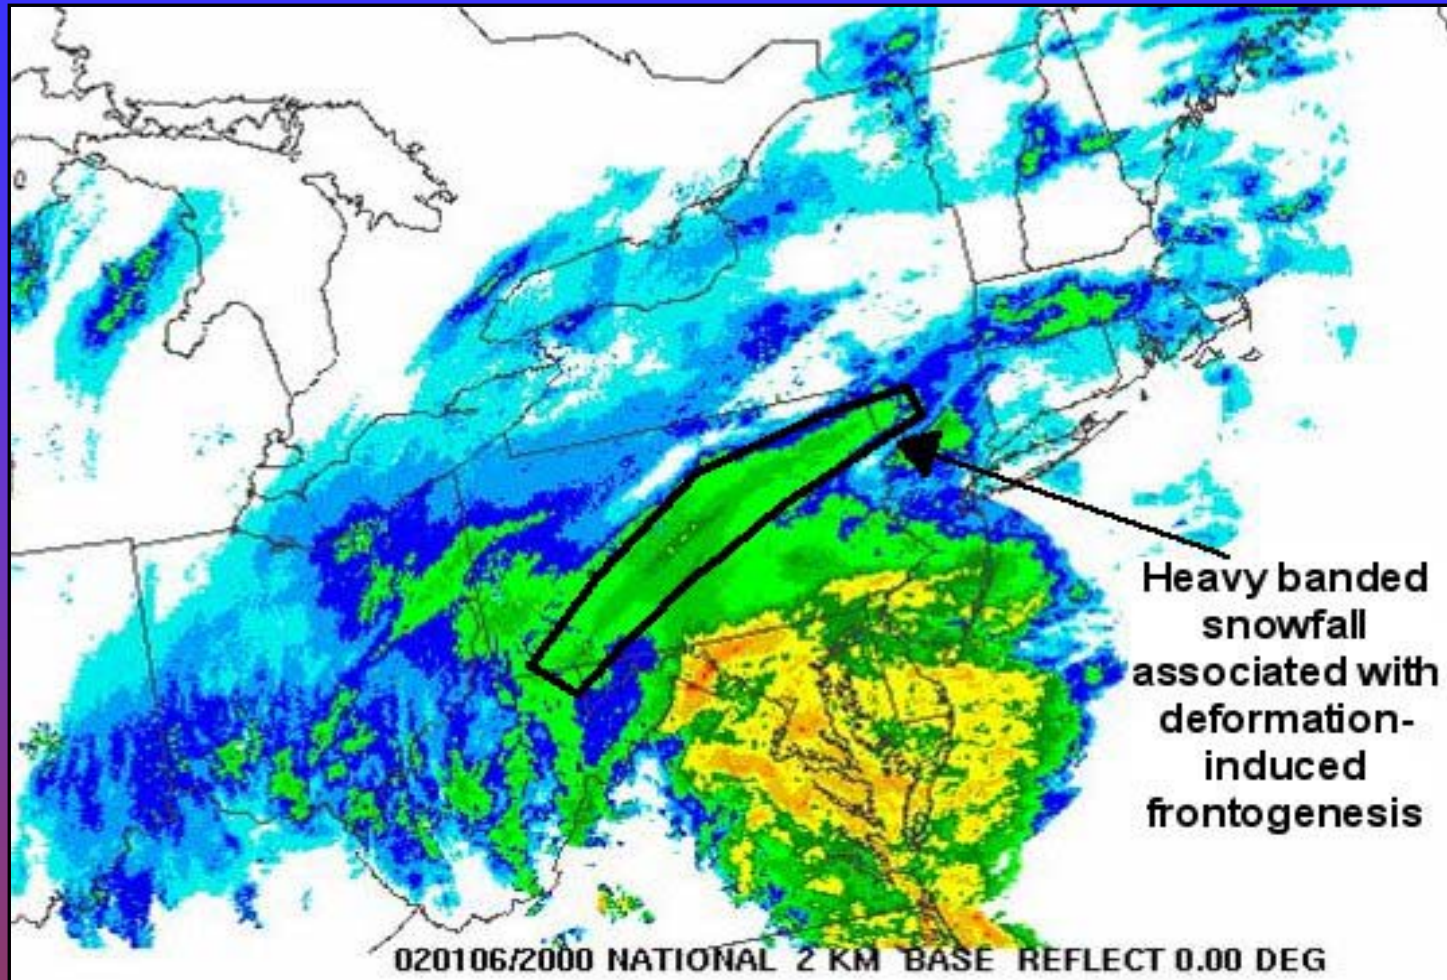 Heavy banded
snowfall
associated with
deformation-
induced
frontogenesis
020106/2000 NATIONAL 2 KM BASE REFLECT 0.00 DEG